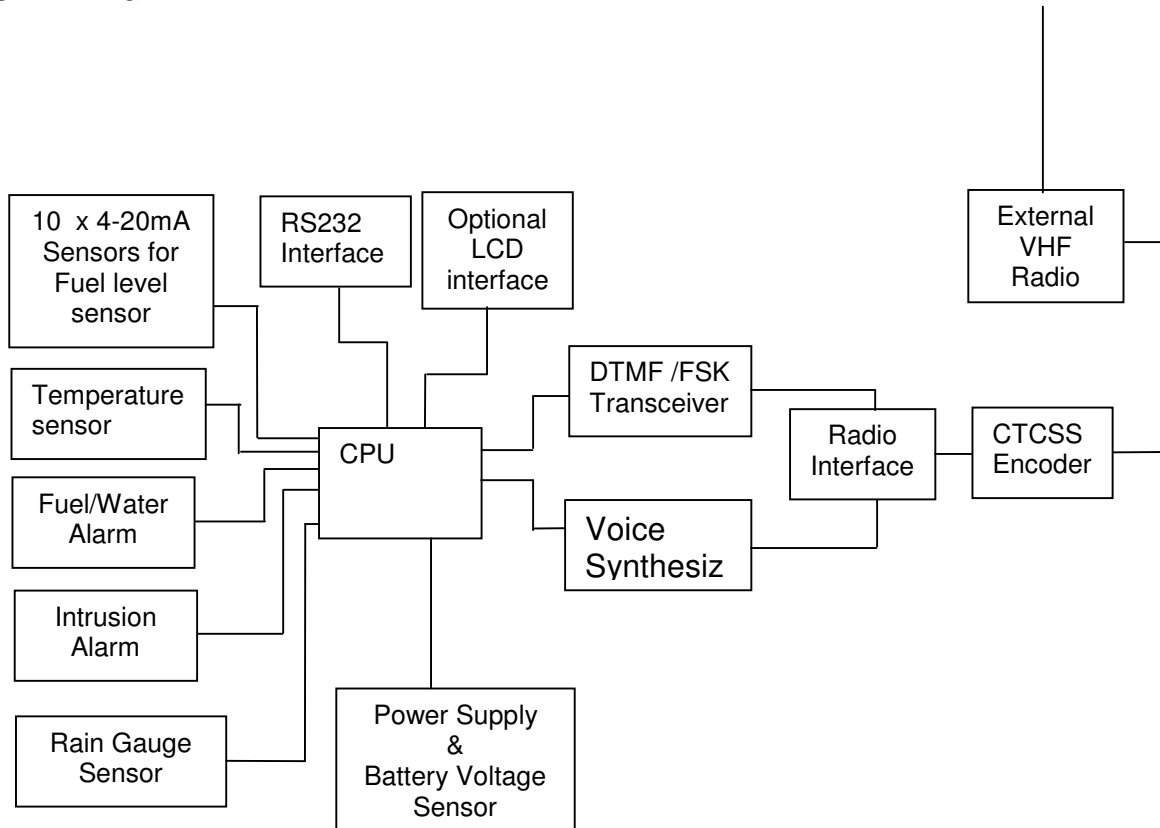 10 x 4-20mA
Sensors for
Fuel level
sensor
RS232
Interface
Optional
LCD
interface
External
VHF
Radio
Temperature
sensor
DTMF /FSK
Transceiver
CPU
Radio
Interface
CTCSS
Encoder
Fuel/Water
Alarm
Voice
Synthesiz
Intrusion
Alarm
Rain Gauge
Sensor
Power Supply
&
Battery Voltage
Sensor